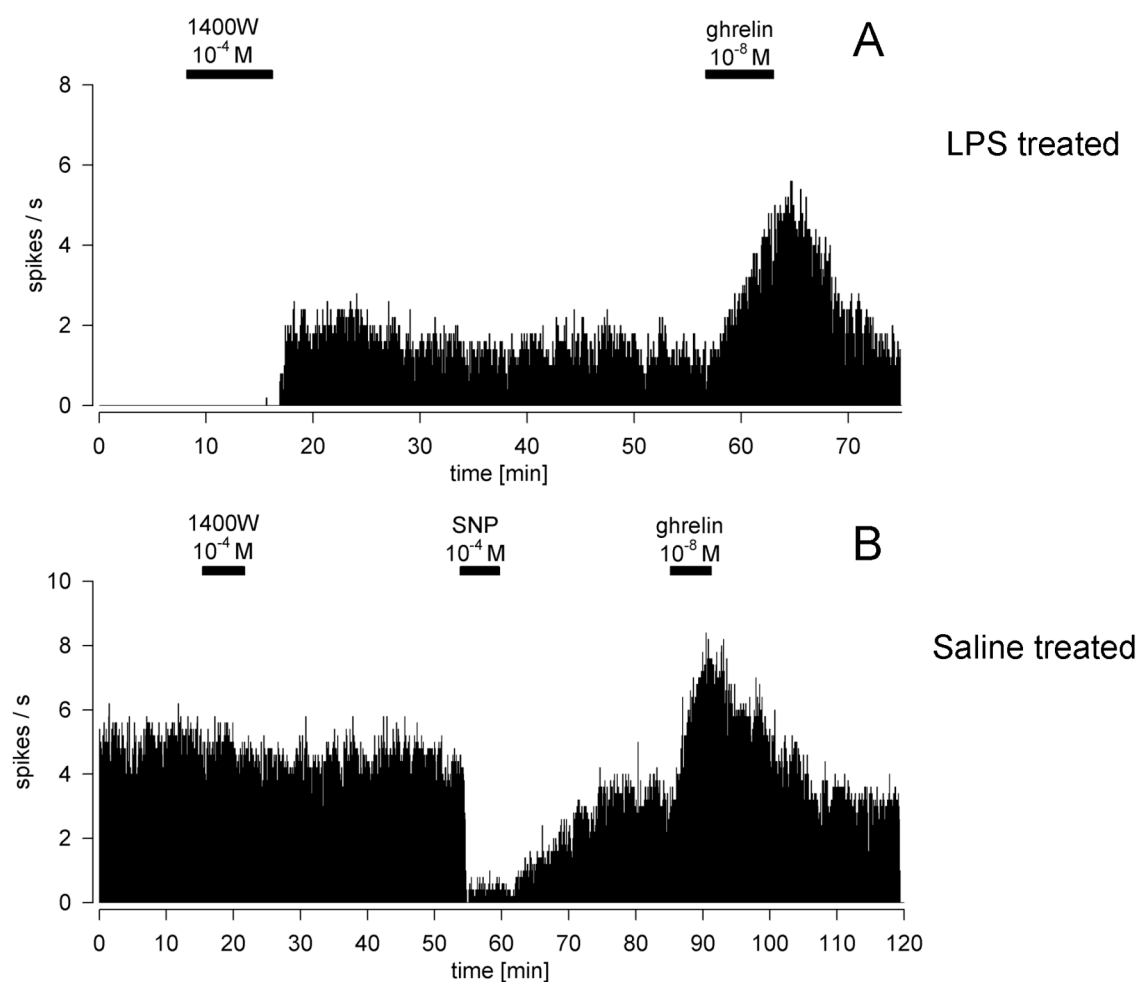 1400W
10⁻⁴ M
ghrelin
10⁻⁸ M
A
LPS treated
8
6
4
2
0
spikes / s
0 10 20 30 40 50 60 70
time [min]
1400W
10⁻⁴ M
SNP
10⁻⁴ M
ghrelin
10⁻⁸ M
B
Saline treated
10
8
6
4
2
0
spikes / s
0 10 20 30 40 50 60 70 80 90 100 110 120
time [min]